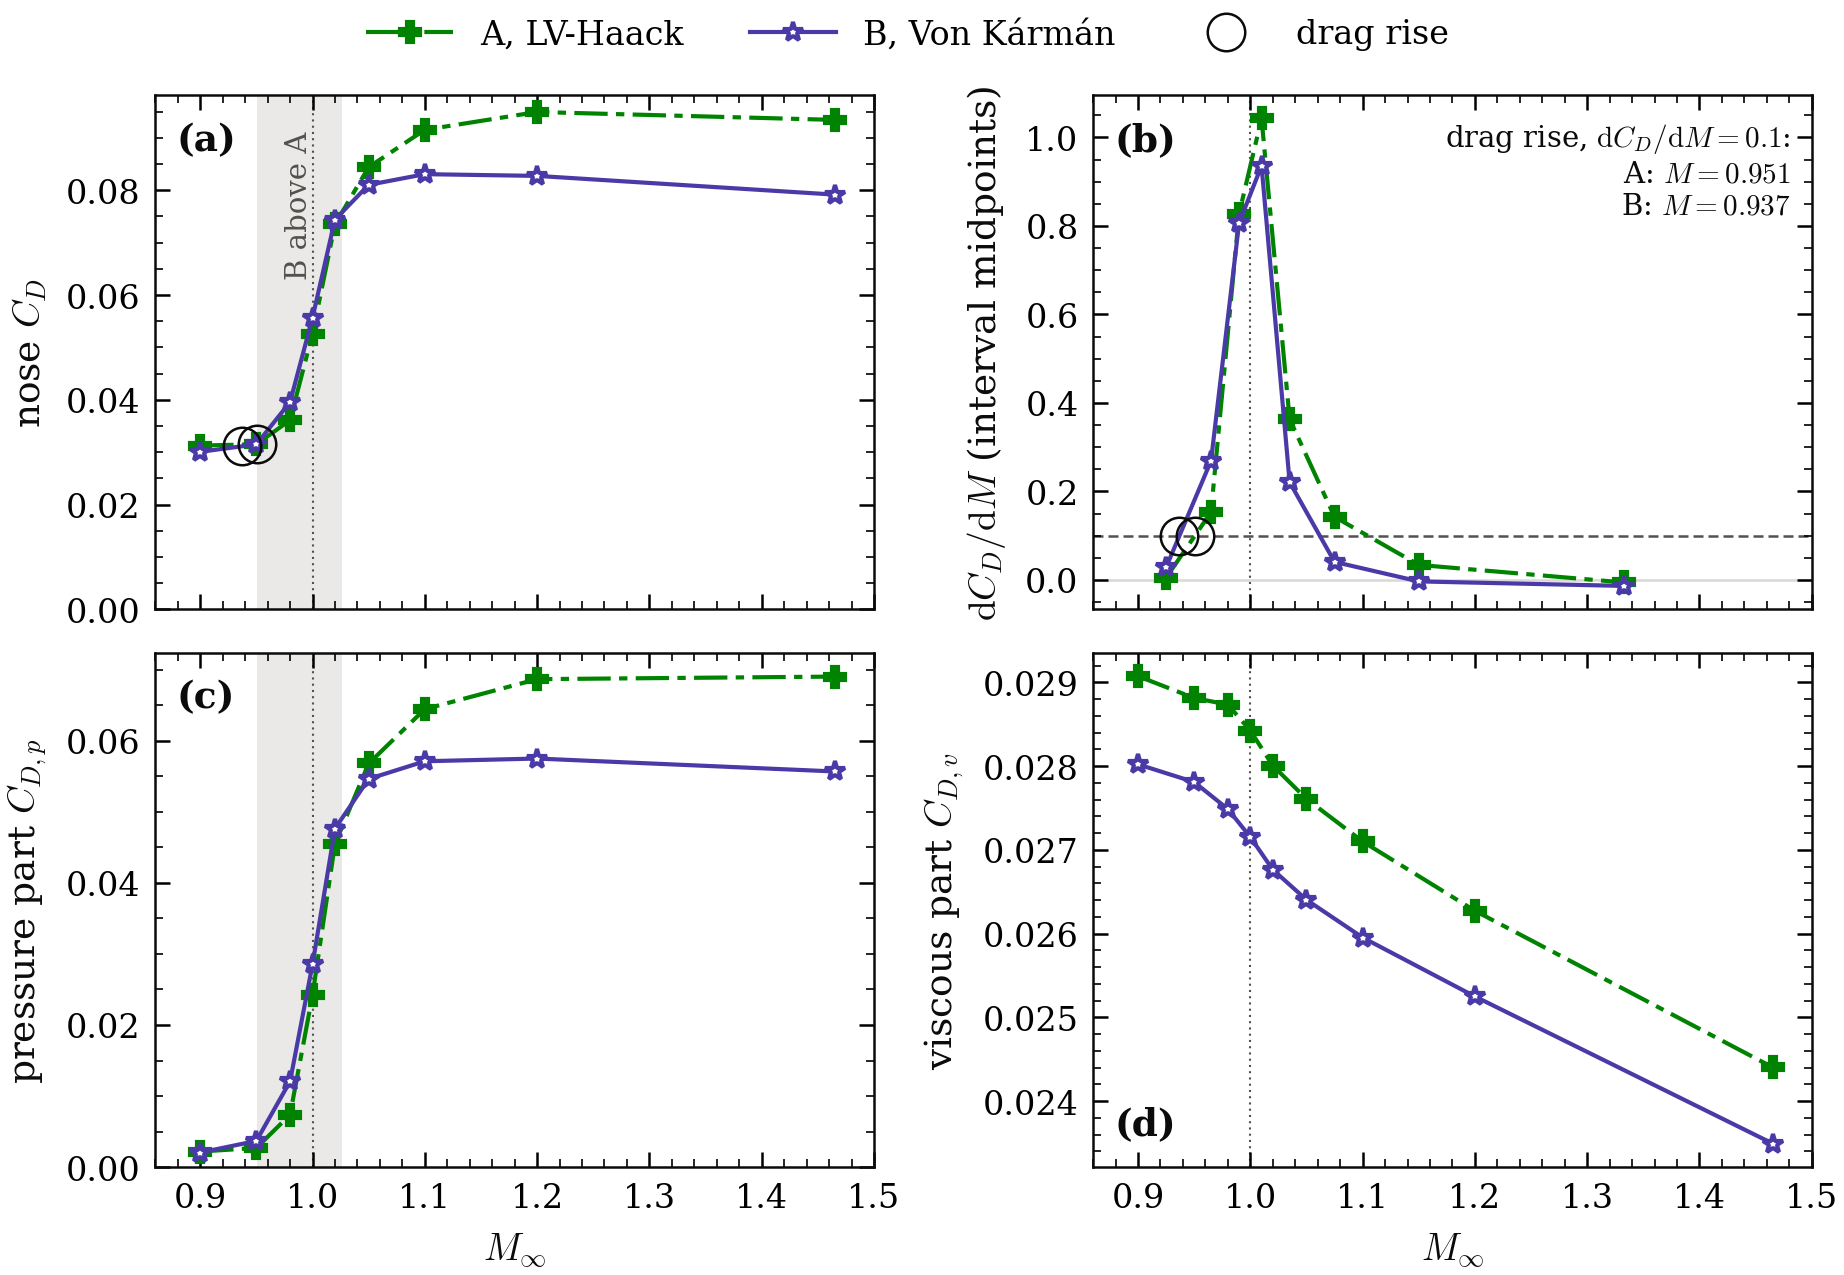 A, LV-Haack
B, Von Kármán
drag rise
(a)
B above A
nose C_D
0.08
0.06
0.04
0.02
0.00
(b)
drag rise, dC_D/dM = 0.1:
A: M = 0.951
B: M = 0.937
dC_D/dM (interval midpoints)
1.0
0.8
0.6
0.4
0.2
0.0
(c)
pressure part C_{D,p}
0.06
0.04
0.02
0.00
0.9 1.0 1.1 1.2 1.3 1.4 1.5
M_∞
(d)
viscous part C_{D,v}
0.029
0.028
0.027
0.026
0.025
0.024
0.9 1.0 1.1 1.2 1.3 1.4 1.5
M_∞